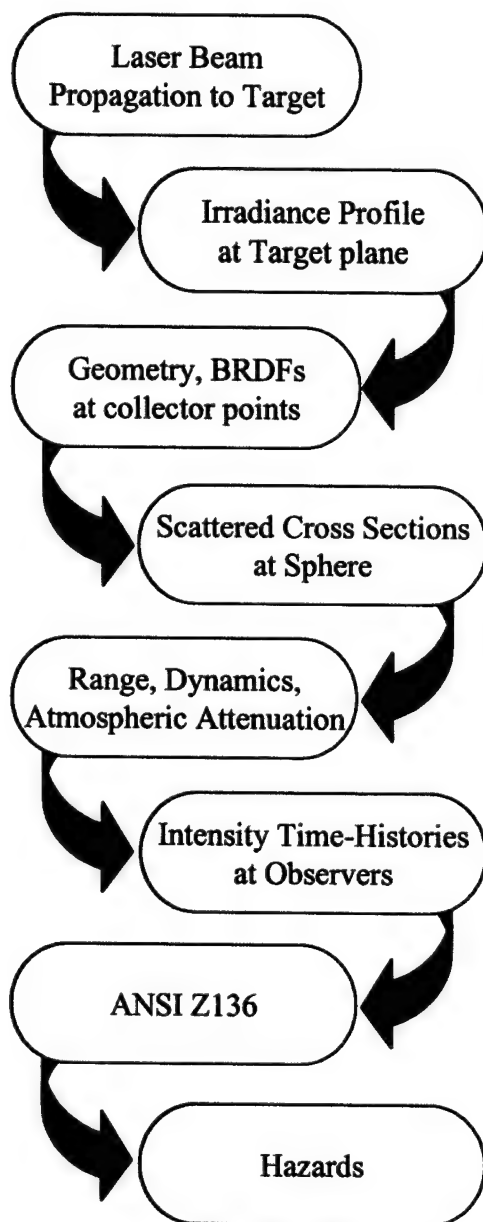 Laser Beam
Propagation to Target
Irradiance Profile
at Target plane
Geometry, BRDFs
at collector points
Scattered Cross Sections
at Sphere
Range, Dynamics,
Atmospheric Attenuation
Intensity Time-Histories
at Observers
ANSI Z136
Hazards